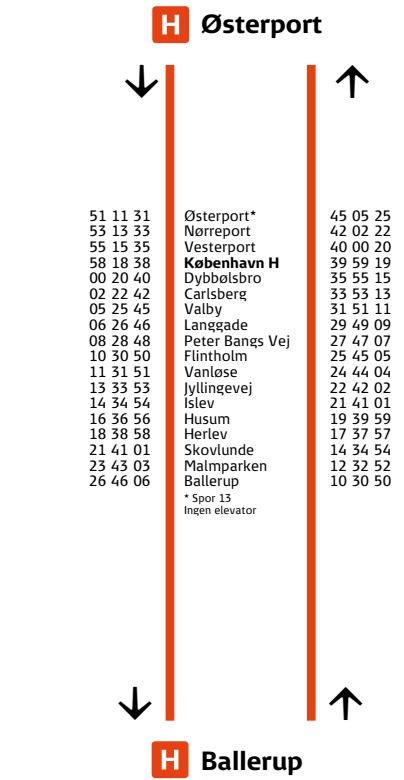 H Østerport
51 11 31 Østerport* 45 05 25
53 13 33 Nørreport 42 02 22
55 15 35 Vesterport 40 00 20
58 18 38 København H 39 59 19
00 20 40 Dybbølsbro 35 55 15
02 22 42 Carlsberg 33 53 13
05 25 45 Valby 31 51 11
06 26 46 Langgade 29 49 09
08 28 48 Peter Bangs Vej 27 47 07
10 30 50 Flintholm 25 45 05
11 31 51 Vanløse 24 44 04
13 33 53 Jyllingevej 22 42 02
14 34 54 Islev 21 41 01
16 36 56 Husum 19 39 59
18 38 58 Herlev 17 37 57
21 41 01 Skovlunde 14 34 54
23 43 03 Malmparken 12 32 52
26 46 06 Ballerup 10 30 50
* Spor 13
Ingen elevator
H Ballerup